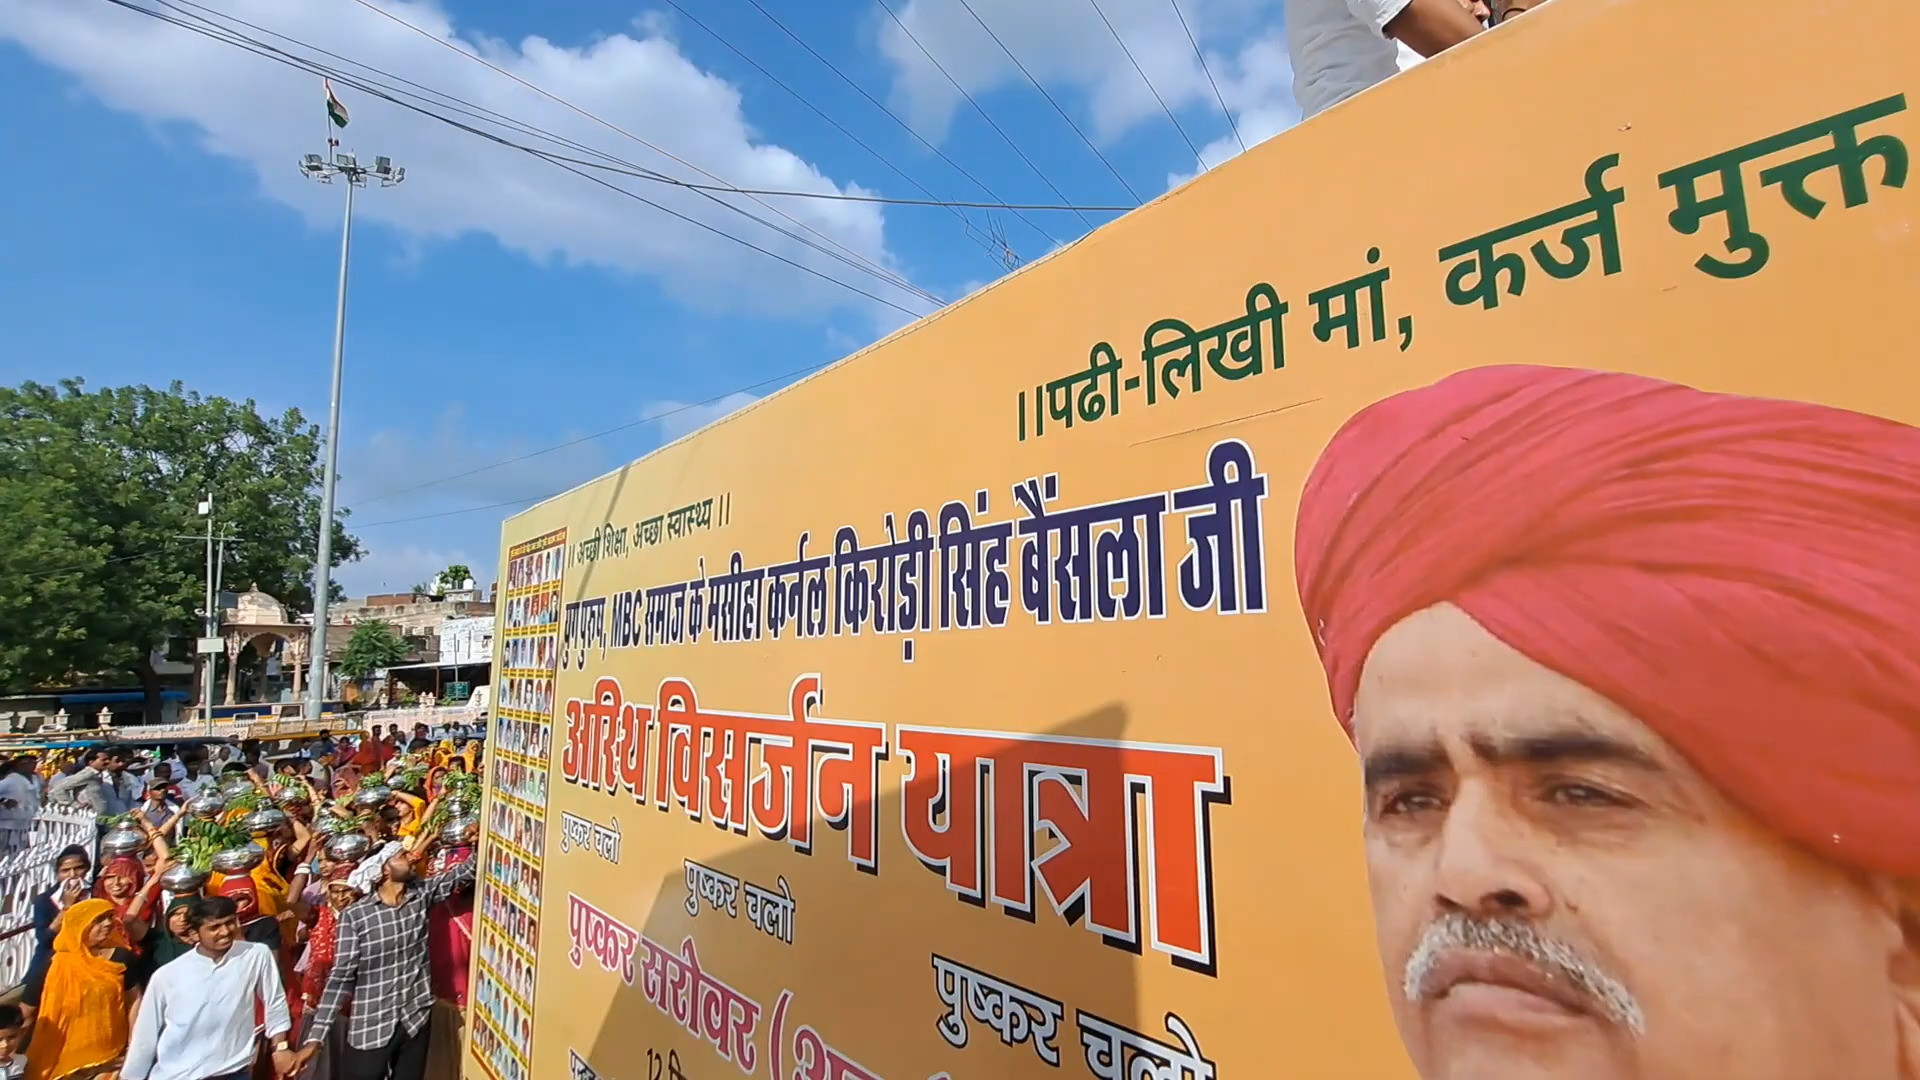 ।। अच्छी शिक्षा, अच्छा स्वास्थ्य ।।
।।पढी-लिखी मां, कर्ज मुक्त
युग पुरुष, MBC समाज के मसीहा कर्नल किरोड़ी सिंह बैंसला जी
अस्थि विसर्जन यात्रा
पुष्कर चलो
पुष्कर चलो
पुष्कर चलो
पुष्कर सरोवर (
12